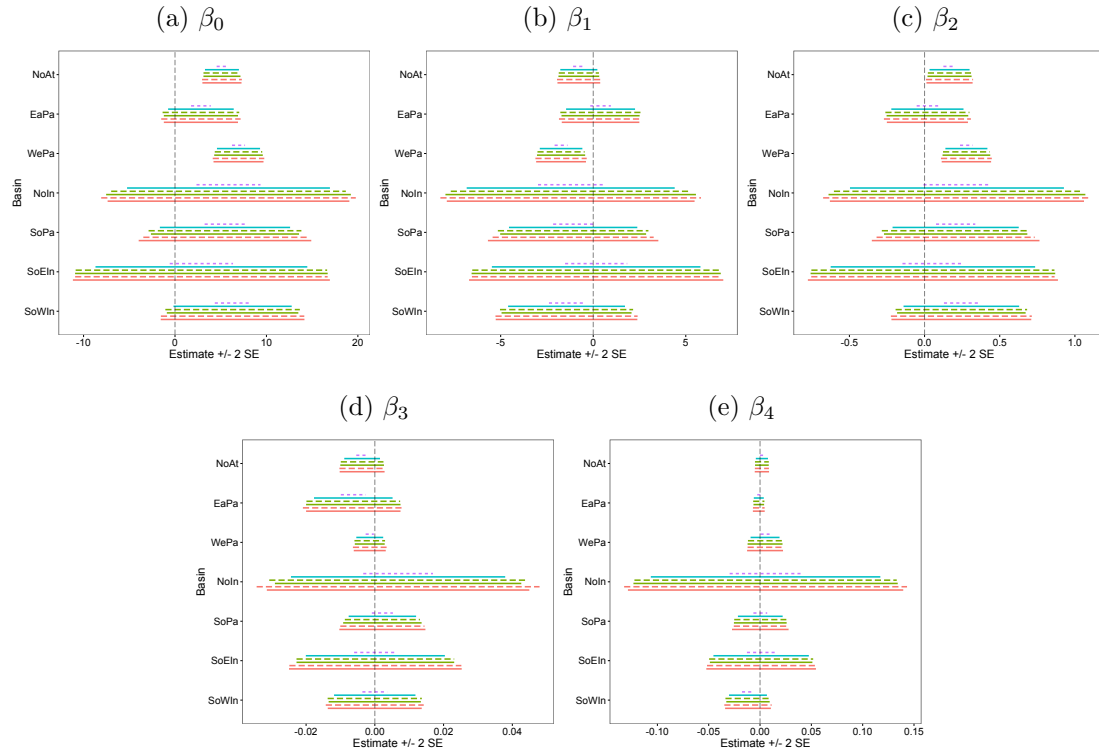 (a) β₀
(b) β₁
(c) β₂
NoAt
EaPa
WePa
NoIn
SoPa
SoEIn
SoWIn
Basin
-10
0
10
20
Estimate +/- 2 SE
NoAt
EaPa
WePa
NoIn
SoPa
SoEIn
SoWIn
Basin
-5
0
5
Estimate +/- 2 SE
NoAt
EaPa
WePa
NoIn
SoPa
SoEIn
SoWIn
Basin
-0.5
0.0
0.5
1.0
Estimate +/- 2 SE
(d) β₃
(e) β₄
NoAt
EaPa
WePa
NoIn
SoPa
SoEIn
SoWIn
Basin
-0.02
0.00
0.02
0.04
Estimate +/- 2 SE
NoAt
EaPa
WePa
NoIn
SoPa
SoEIn
SoWIn
Basin
-0.10
-0.05
0.00
0.05
0.10
0.15
Estimate +/- 2 SE